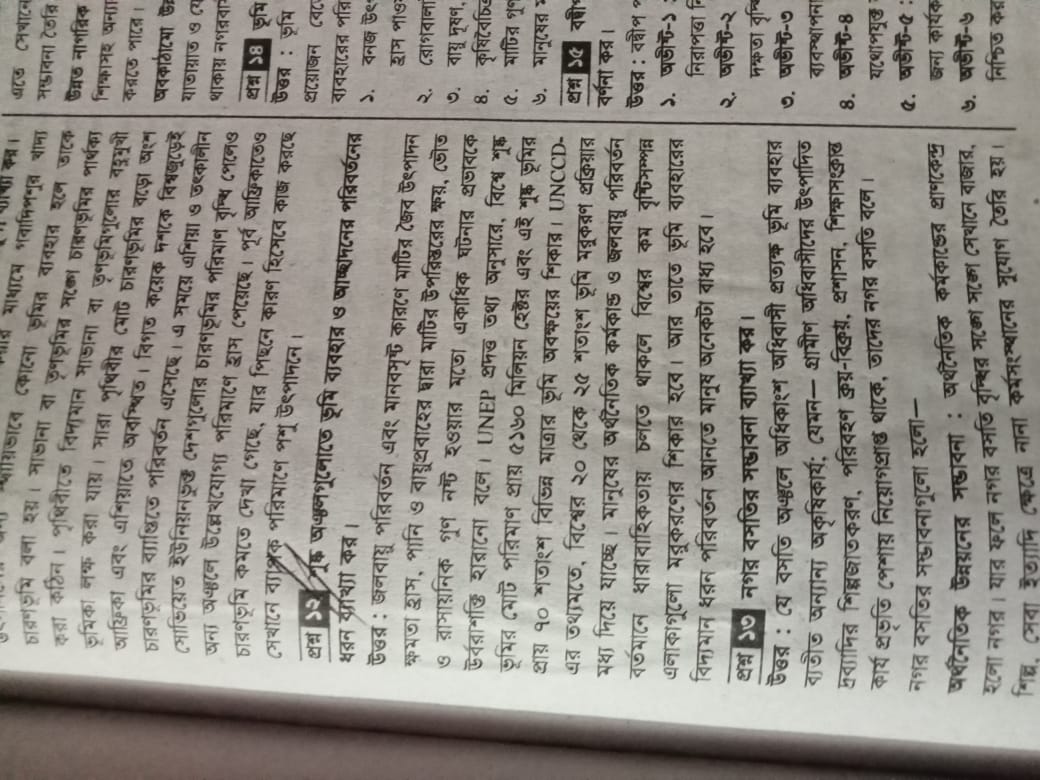 চারণভূমি বলা হয়। সাভানা বা তৃণভূমির সঙ্গে চারণভূমির পার্থক্য
করা কঠিন। পৃথিবীতে বিদ্যমান সাভানা বা তৃণভূমিগুলোর বহুমুখী
ভূমিকা লক্ষ করা যায়। সারা পৃথিবীর মোট চারণভূমির বড়ো অংশ
আফ্রিকা এবং এশিয়াতে অবস্থিত। বিগত কয়েক দশকে বিশ্বজুড়েই
চারণভূমির ব্যাপ্তিতে পরিবর্তন এসেছে। এ সময়ে এশিয়া ও তৎকালীন
সোভিয়েত ইউনিয়নভুক্ত দেশগুলোর চারণভূমির পরিমাণ বৃদ্ধি পেলেও
অন্য অঞ্চলে উল্লেখযোগ্য পরিমাণে হ্রাস পেয়েছে। পূর্ব আফ্রিকাতেও
চারণভূমি কমতে দেখা গেছে, যার পিছনে কারণ হিসেবে কাজ করছে
সেখানে ব্যাপক পরিমাণে পশু উৎপাদনে।
প্রশ্ন ১২ শুষ্ক অঞ্চলগুলোতে ভূমি ব্যবহার ও আচ্ছাদনের পরিবর্তনের
ধরন ব্যাখ্যা কর।
উত্তর : জলবায়ু পরিবর্তন এবং মানবসৃষ্ট কারণে মাটির জৈব উৎপাদন
ক্ষমতা হ্রাস, পানি ও বায়ুপ্রবাহের দ্বারা মাটির উপরিস্তরের ক্ষয়, ভৌত
ও রাসায়নিক গুণ নষ্ট হওয়ার মতো একাধিক ঘটনার প্রভাবকে
উর্বরাশক্তি হারানো বলে। UNEP প্রদত্ত তথ্য অনুসারে, বিশ্বে শুষ্ক
ভূমির মোট পরিমাণ প্রায় ৫১৬০ মিলিয়ন হেক্টর এবং এই শুষ্ক ভূমির
প্রায় ৭০ শতাংশ বিভিন্ন মাত্রার ভূমি অবক্ষয়ের শিকার। UNCCD-
এর তথ্যমতে, বিশ্বের ২০ থেকে ২৫ শতাংশ ভূমি মরুকরণ প্রক্রিয়ার
মধ্য দিয়ে যাচ্ছে। মানুষের অর্থনৈতিক কর্মকাণ্ড ও জলবায়ু পরিবর্তন
বর্তমানে ধারাবাহিকতায় চলতে থাকলে বিশ্বের কম বৃষ্টিসম্পন্ন
এলাকাগুলো মরুকরণের শিকার হবে। আর তাতে ভূমি ব্যবহারের
বিদ্যমান ধরন পরিবর্তন আনতে মানুষ অনেকটা বাধ্য হবে।
প্রশ্ন ১৩ নগর বসতির সম্ভাবনা ব্যাখ্যা কর।
উত্তর : যে বসতি অঞ্চলে অধিকাংশ অধিবাসী প্রত্যক্ষ ভূমি ব্যবহার
ব্যতীত অন্যান্য অকৃষিকার্য; যেমন— গ্রামীণ অধিবাসীদের উৎপাদিত
দ্রব্যাদির শিল্পজাতকরণ, পরিবহণ ক্রয়-বিক্রয়, প্রশাসন, শিক্ষাসংক্রান্ত
কার্য প্রভৃতি পেশায় নিয়োগপ্রাপ্ত থাকে, তাদের নগর বসতি বলে।
নগর বসতির সম্ভাবনাগুলো হলো—
অর্থনৈতিক উন্নয়নের সম্ভাবনা : অর্থনৈতিক কর্মকাণ্ডের প্রাণকেন্দ্র
হলো নগর। যার ফলে নগর বসতি বৃদ্ধির সঙ্গে সঙ্গে সেখানে বাজার,
শিল্প, সেবা ইত্যাদি ক্ষেত্রে নানা কর্মসংস্থানের সুযোগ তৈরি হয়।
এতে সেখানে
সম্ভাবনা তৈরি
উন্নত নাগরিক
শিক্ষাসহ অন্যা
করতে পারে।
অবকাঠামো উ
যাতায়াত ও যে
থাকায় নগরবা
প্রশ্ন ১৪ ভূমি
উত্তর : ভূমি
প্রয়োজন
ব্যবহারের পরি
১. বনজ উৎ
হ্রাস পাও
২. রোগবালা
৩. বায়ু দূষণ,
৪. কৃষিবৈচি
৫. মাটির গুণ
৬. মানুষের
প্রশ্ন ১৫ বদ্বীপ
বর্ণনা কর।
উত্তর : বদ্বীপ প
১. অভীষ্ট-১ :
নিরাপত্তা নি
২. অভীষ্ট-২
দক্ষতা বৃদ্ধি
৩. অভীষ্ট-৩
ব্যবস্থাপনা
৪. অভীষ্ট-৪
যথোপযুক্ত
৫. অভীষ্ট-৫ :
জন্য কার্যক
৬. অভীষ্ট-৬
নিশ্চিত কর